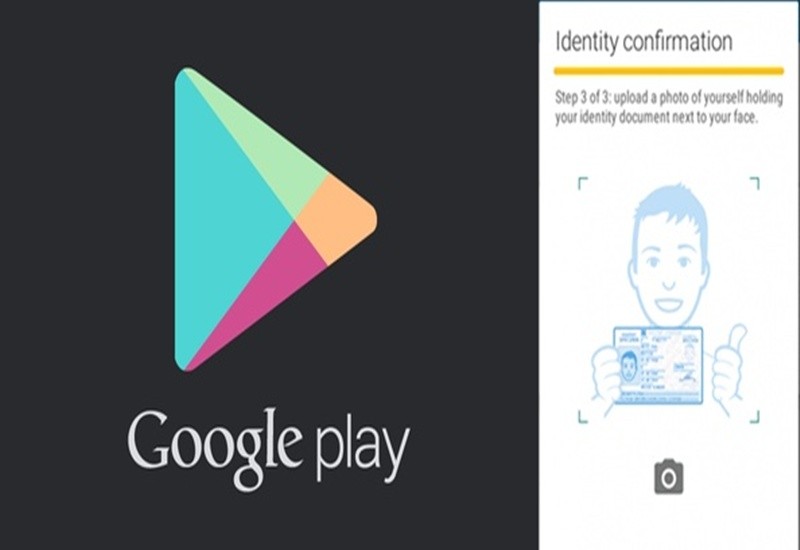 Google play
Identity confirmation
Step 3 of 3: upload a photo of yourself holding
your identity document next to your face.